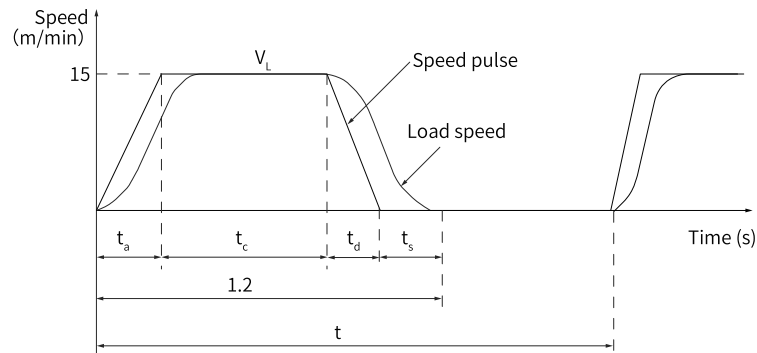 Speed
(m/min)
15
V_L
Speed pulse
Load speed
t_a
t_c
t_d
t_s
Time (s)
1.2
t